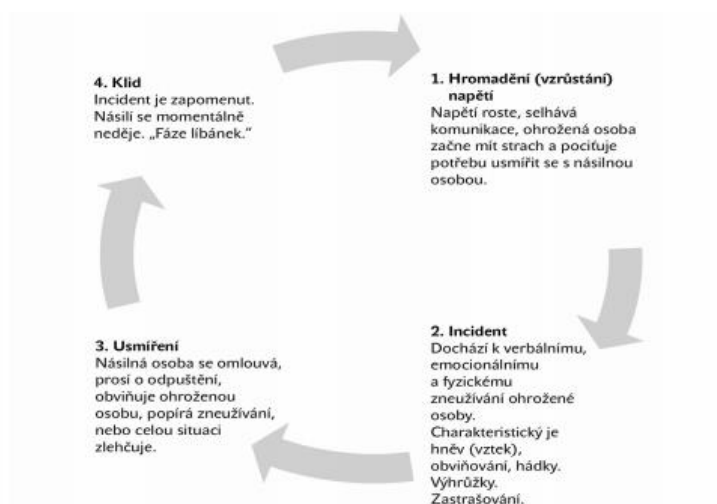 4. Klid
Incident je zapomenut.
Násilí se momentálně
neděje. „Fáze líbánek.“
1. Hromadění (vzrůstání)
napětí
Napětí roste, selhává
komunikace, ohrožená osoba
začne mít strach a pociťuje
potřebu usmířit se s násilnou
osobou.
2. Incident
Dochází k verbálnímu,
emocionálnímu
a fyzickému
zneužívání ohrožené
osoby.
Charakteristický je
hněv (vztek),
obviňování, hádky.
Výhrůžky.
Zastrašování.
3. Usmíření
Násilná osoba se omlouvá,
prosí o odpuštění,
obviňuje ohroženou
osobu, popírá zneužívání,
nebo celou situaci
zlehčuje.